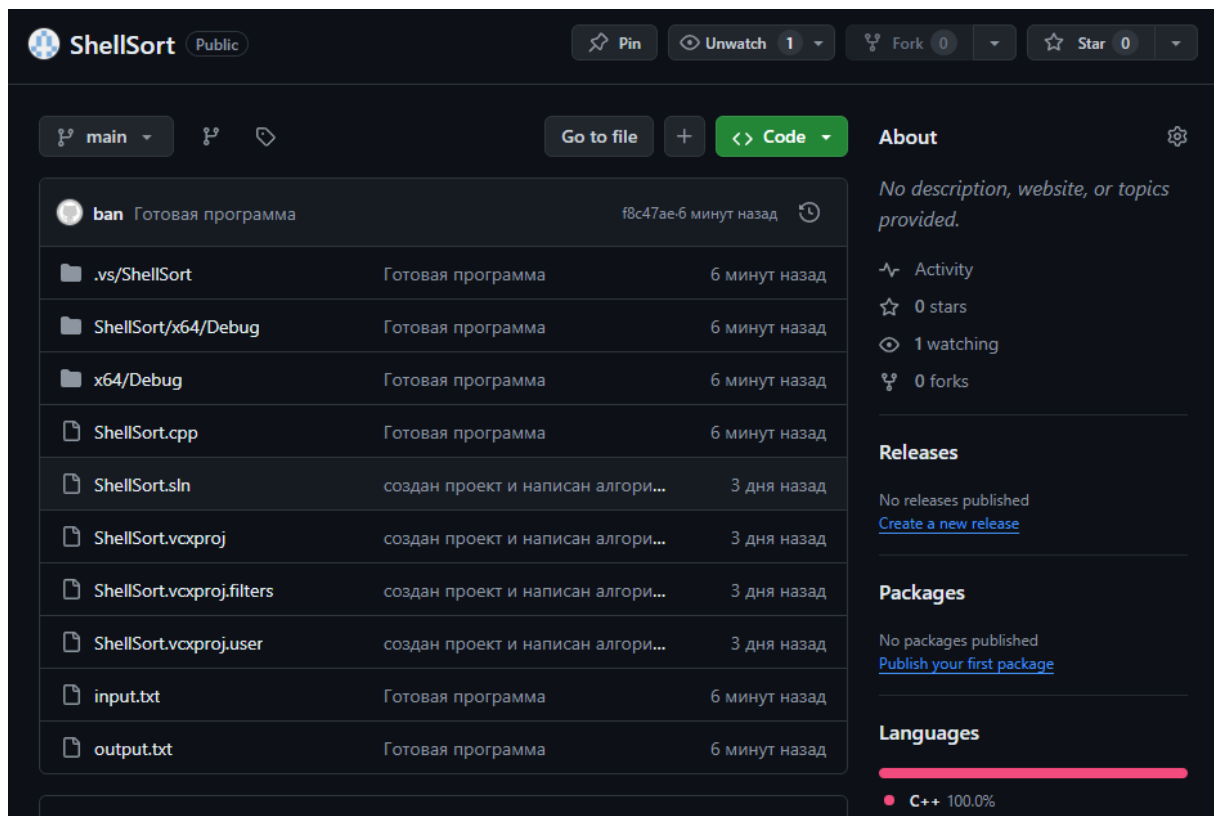 ShellSort Public Pin Unwatch 1 Fork 0 Star 0
main Go to file + <> Code
ban Готовая программа f8c47ae·6 минут назад
.vs/ShellSort Готовая программа 6 минут назад
ShellSort/x64/Debug Готовая программа 6 минут назад
x64/Debug Готовая программа 6 минут назад
ShellSort.cpp Готовая программа 6 минут назад
ShellSort.sln создан проект и написан алгори... 3 дня назад
ShellSort.vcxproj создан проект и написан алгори... 3 дня назад
ShellSort.vcxproj.filters создан проект и написан алгори... 3 дня назад
ShellSort.vcxproj.user создан проект и написан алгори... 3 дня назад
input.txt Готовая программа 6 минут назад
output.txt Готовая программа 6 минут назад
About
No description, website, or topics
provided.
Activity
0 stars
1 watching
0 forks
Releases
No releases published
Create a new release
Packages
No packages published
Publish your first package
Languages
C++ 100.0%